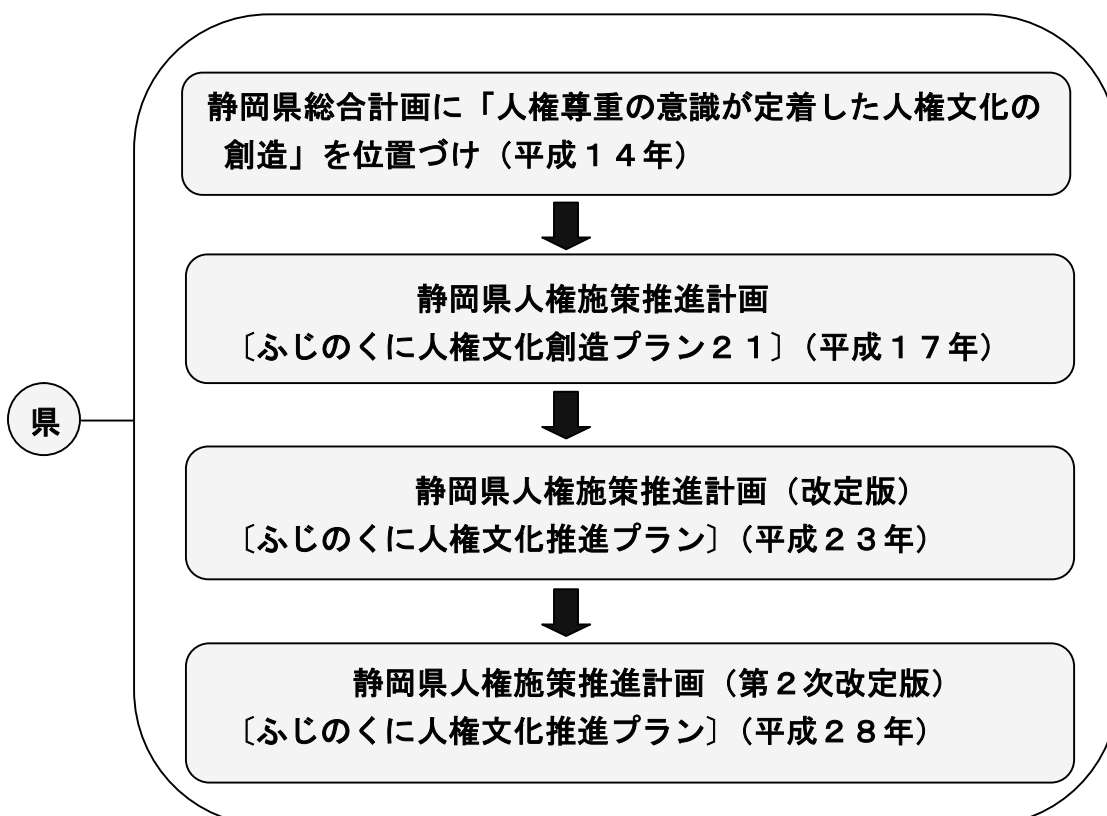 静岡県総合計画に「人権尊重の意識が定着した人権文化の
創造」を位置づけ（平成１４年）
静岡県人権施策推進計画
〔ふじのくに人権文化創造プラン２１〕（平成１７年）
県
静岡県人権施策推進計画（改定版）
〔ふじのくに人権文化推進プラン〕（平成２３年）
静岡県人権施策推進計画（第２次改定版）
〔ふじのくに人権文化推進プラン〕（平成２８年）